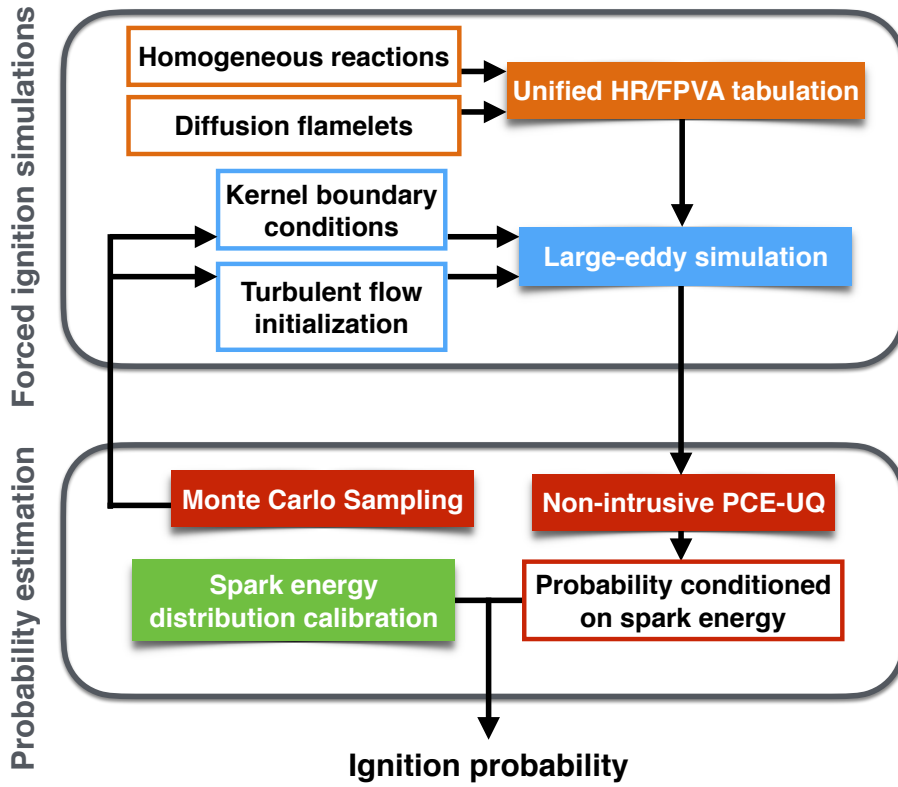 Forced ignition simulations
Homogeneous reactions
Diffusion flamelets
Unified HR/FPVA tabulation
Kernel boundary
conditions
Turbulent flow
initialization
Large-eddy simulation
Probability estimation
Monte Carlo Sampling
Non-intrusive PCE-UQ
Spark energy
distribution calibration
Probability conditioned
on spark energy
Ignition probability